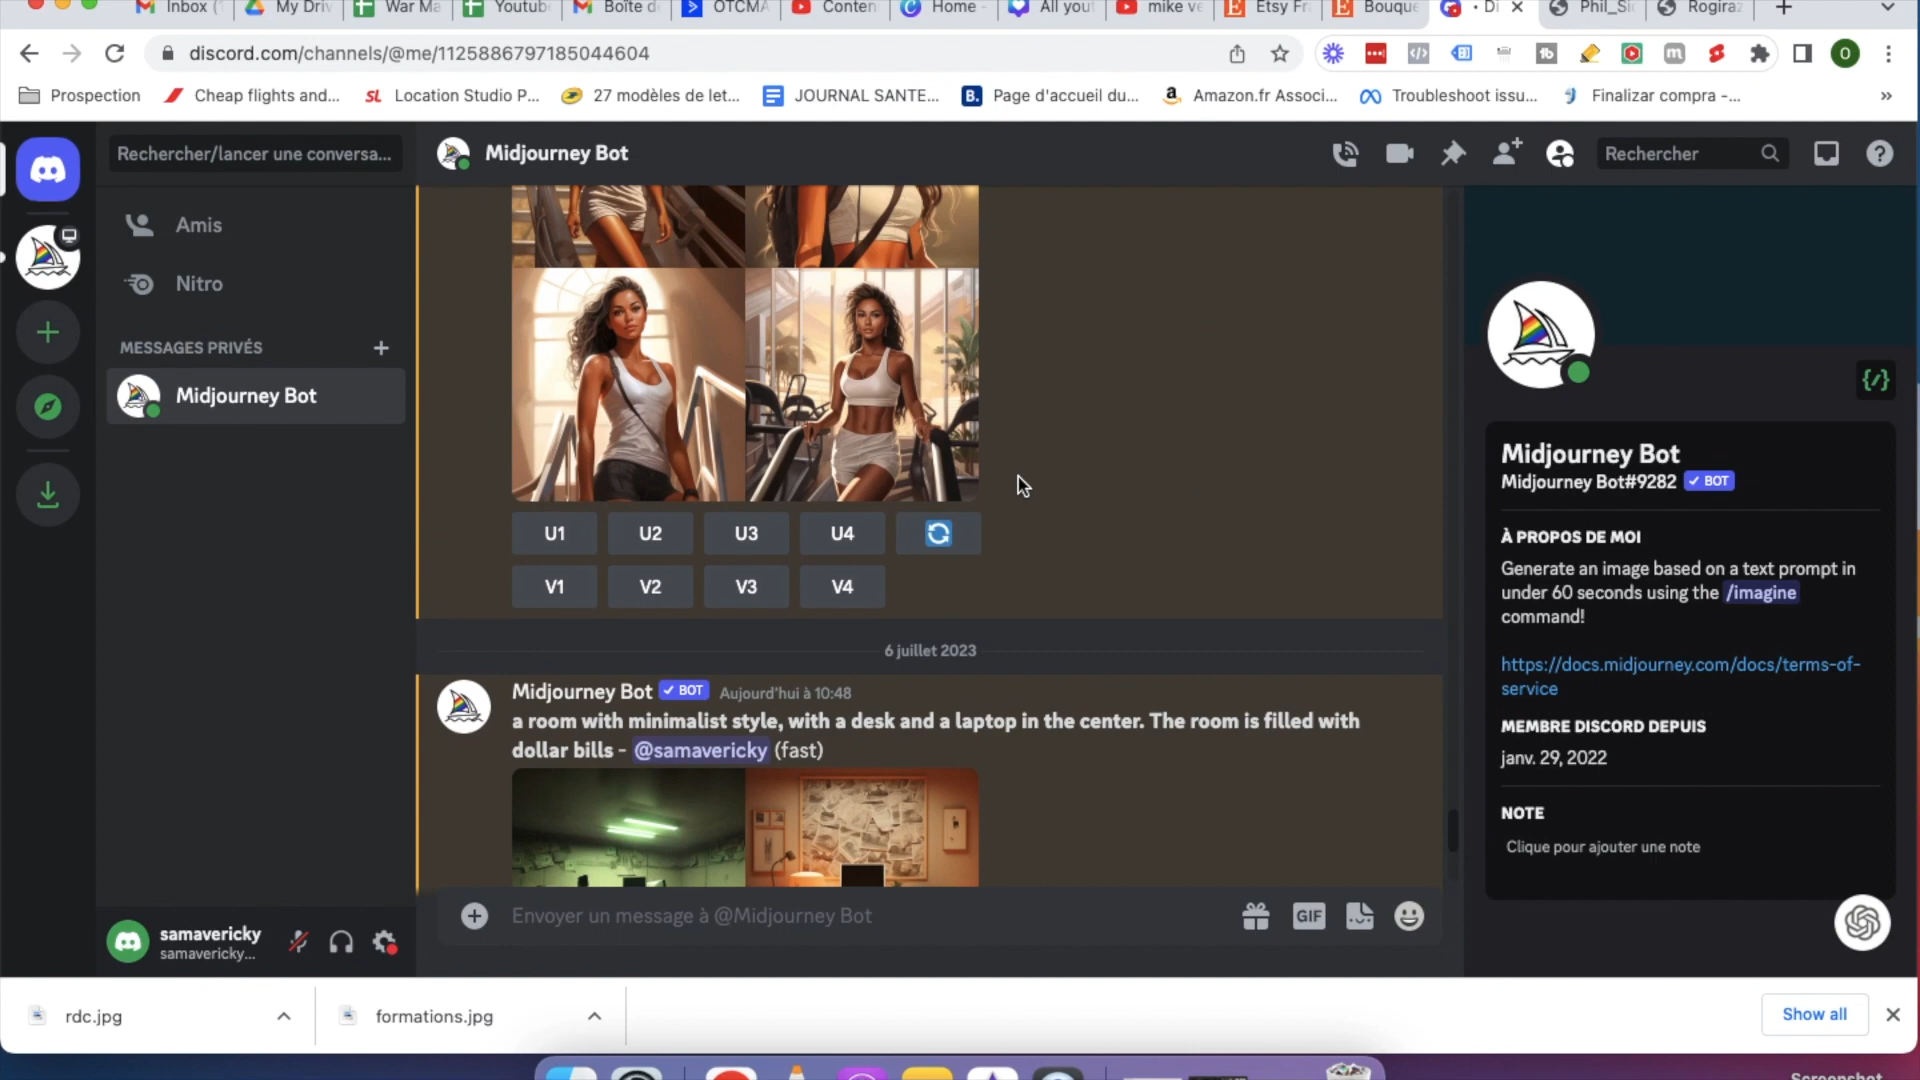 Inbox (
My Driv
War Ma
Youtub
Boîte d
OTCMA
Conten
Home -
All yout
mike ve
Etsy Fr
Bouque
• Di
Phil_Si
Rogiraz
discord.com/channels/@me/1125886797185044604
O
Prospection
Cheap flights and...
SL Location Studio P...
27 modèles de let...
JOURNAL SANTE...
B. Page d'accueil du...
Amazon.fr Associ...
Troubleshoot issu...
Finalizar compra -...
»
Rechercher/lancer une conversa...
Midjourney Bot
Rechercher
Amis
Nitro
MESSAGES PRIVÉS
Midjourney Bot
U1 U2 U3 U4
V1 V2 V3 V4
6 juillet 2023
Midjourney Bot ✓ BOT Aujourd'hui à 10:48
a room with minimalist style, with a desk and a laptop in the center. The room is filled with
dollar bills - @samavericky (fast)
Envoyer un message à @Midjourney Bot
GIF
samavericky
samavericky...
Midjourney Bot
Midjourney Bot#9282 ✓ BOT
À PROPOS DE MOI
Generate an image based on a text prompt in
under 60 seconds using the /imagine
command!
https://docs.midjourney.com/docs/terms-of-
service
MEMBRE DISCORD DEPUIS
janv. 29, 2022
NOTE
Clique pour ajouter une note
rdc.jpg
formations.jpg
Show all
Screenshot